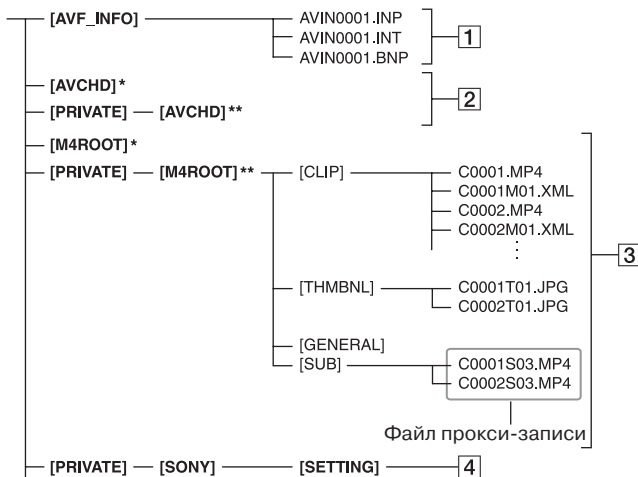 [AVF_INFO] AVIN0001.INP
AVIN0001.INT 1
AVIN0001.BNP
[AVCHD]*
2
[PRIVATE] [AVCHD]**
[M4ROOT]*
[PRIVATE] [M4ROOT]** [CLIP] C0001.MP4
C0001M01.XML
C0002.MP4
C0002M01.XML
3
[THMBNL] C0001T01.JPG
C0002T01.JPG
[GENERAL]
[SUB] C0001S03.MP4
C0002S03.MP4
Файл прокси-записи
[PRIVATE] [SONY] [SETTING] 4